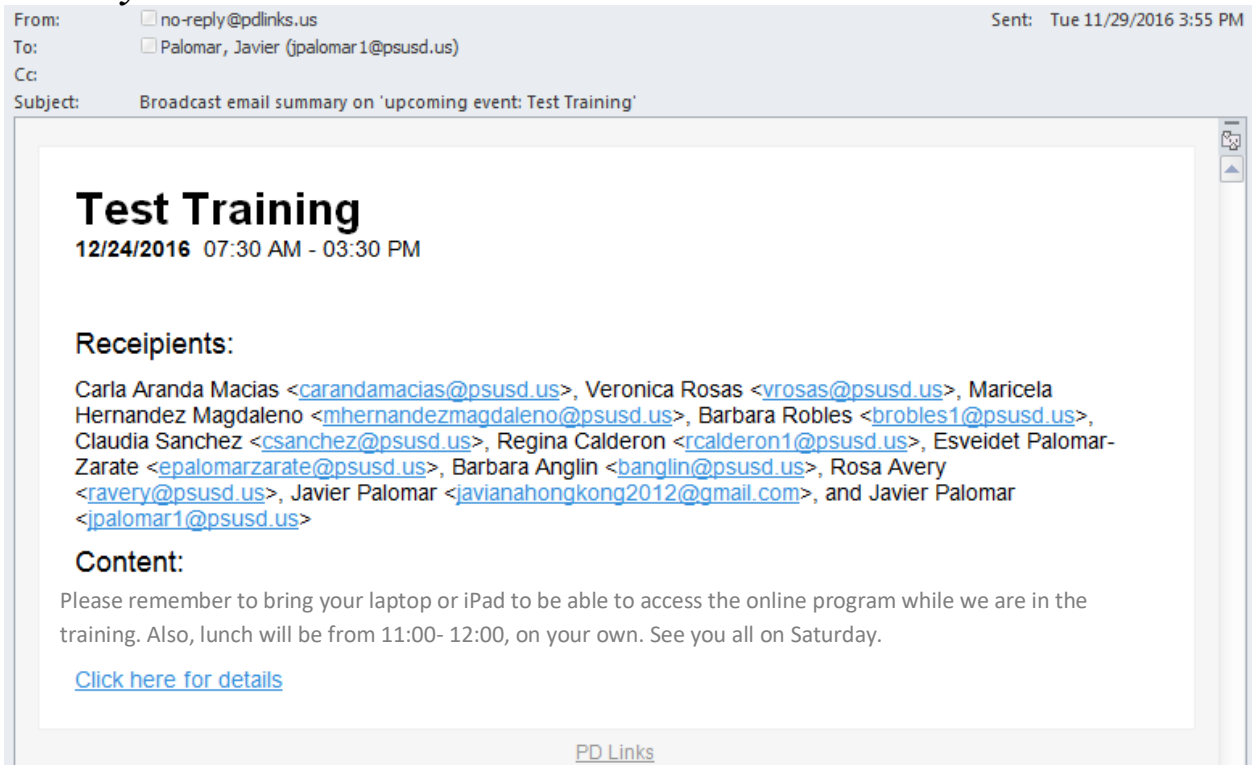 From: no-reply@pdlinks.us Sent: Tue 11/29/2016 3:55 PM
To: Palomar, Javier (jpalomar1@psusd.us)
Cc:
Subject: Broadcast email summary on 'upcoming event: Test Training'
Test Training
12/24/2016 07:30 AM - 03:30 PM
Receipients:
Carla Aranda Macias <carandamacias@psusd.us>, Veronica Rosas <vrosas@psusd.us>, Maricela
Hernandez Magdaleno <mhernandezmagdaleno@psusd.us>, Barbara Robles <brobles1@psusd.us>,
Claudia Sanchez <csanchez@psusd.us>, Regina Calderon <rcalderon1@psusd.us>, Esveidet Palomar-
Zarate <epalomarzarate@psusd.us>, Barbara Anglin <banglin@psusd.us>, Rosa Avery
<ravery@psusd.us>, Javier Palomar <javianahongkong2012@gmail.com>, and Javier Palomar
<jpalomar1@psusd.us>
Content:
Please remember to bring your laptop or iPad to be able to access the online program while we are in the
training. Also, lunch will be from 11:00- 12:00, on your own. See you all on Saturday.
Click here for details
PD Links